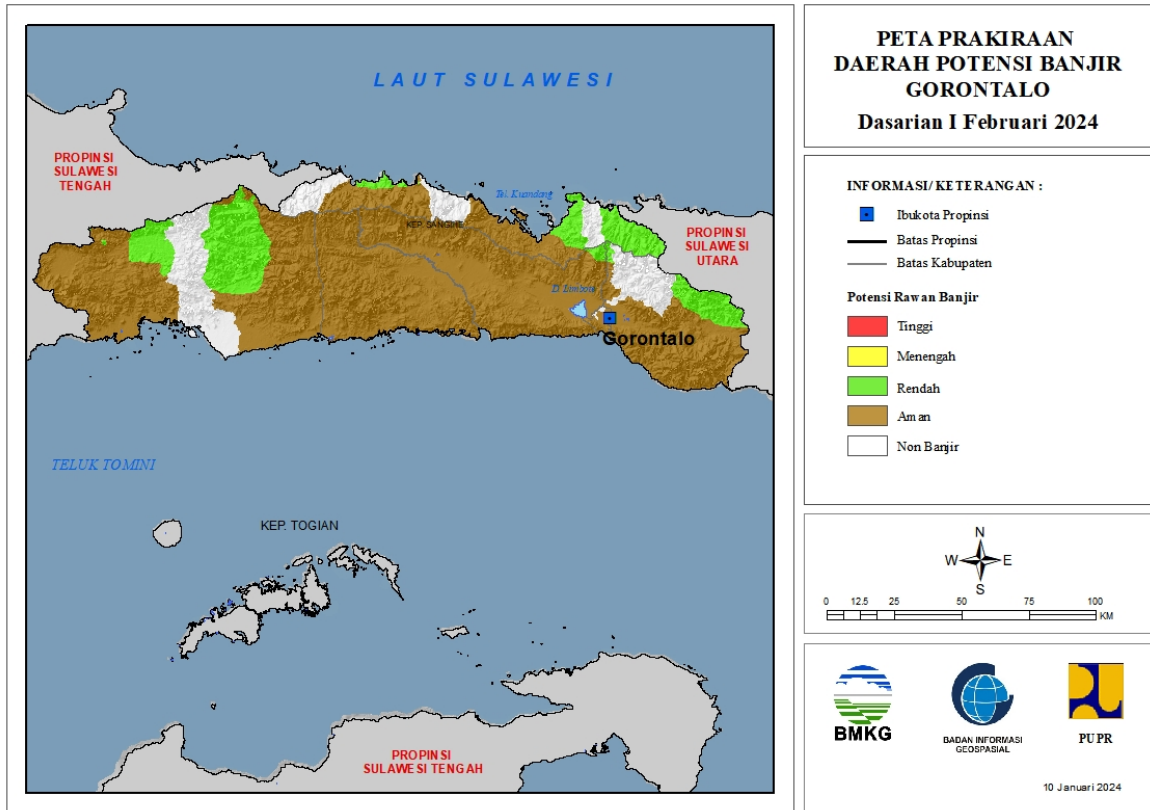 LAUT SULAWESI
PROPINSI
SULAWESI
TENGAH
Tel. Kuandang
KEP. SANGIHE
PROPINSI
SULAWESI
UTARA
D. Limboto
Gorontalo
TELUK TOMINI
KEP. TOGIAN
PROPINSI
SULAWESI TENGAH
PETA PRAKIRAAN
DAERAH POTENSI BANJIR
GORONTALO
Dasarian I Februari 2024
INFORMASI/KETERANGAN :
Ibukota Propinsi
Batas Propinsi
Batas Kabupaten
Potensi Rawan Banjir
Tinggi
Menengah
Rendah
Aman
Non Banjir
N
W E
S
0 12.5 25 50 75 100
KM
BMKG
BADAN INFORMASI
GEOSPASIAL
PUPR
10 Januari 2024